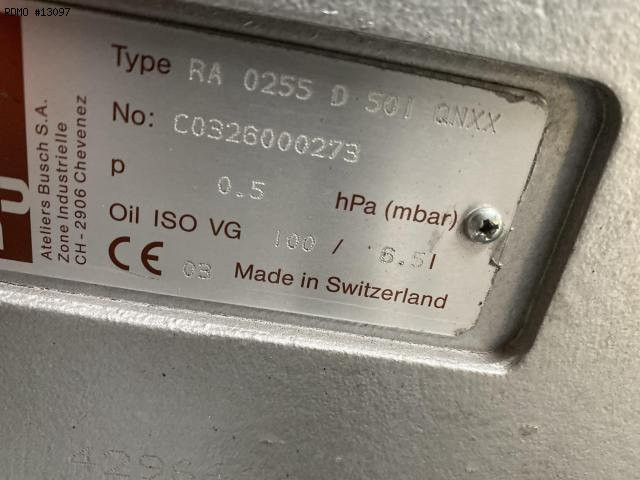 RDMO #13097
Type RA 0255 D 501 QNXX
No: C0326000273
p 0.5 hPa (mbar)
Oil ISO VG 100 / 6.5l
CE 03 Made in Switzerland
Ateliers Busch S.A.
Zone Industrielle
CH - 2906 Chevenez